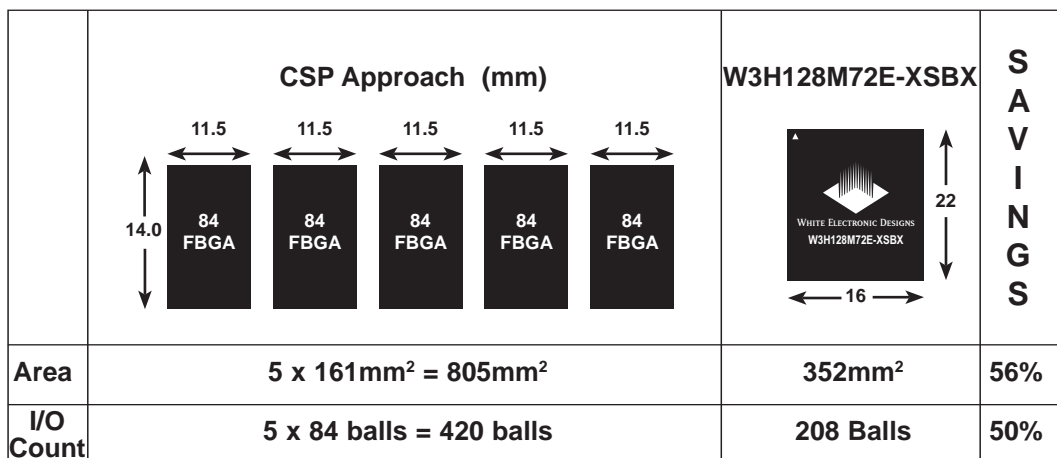 CSP Approach (mm)
W3H128M72E-XSBX
SAVINGS
11.5 11.5 11.5 11.5 11.5
14.0
84 FBGA
84 FBGA
84 FBGA
84 FBGA
84 FBGA
White Electronic Designs
W3H128M72E-XSBX
22
16
Area 5 x 161mm² = 805mm² 352mm² 56%
I/O Count 5 x 84 balls = 420 balls 208 Balls 50%